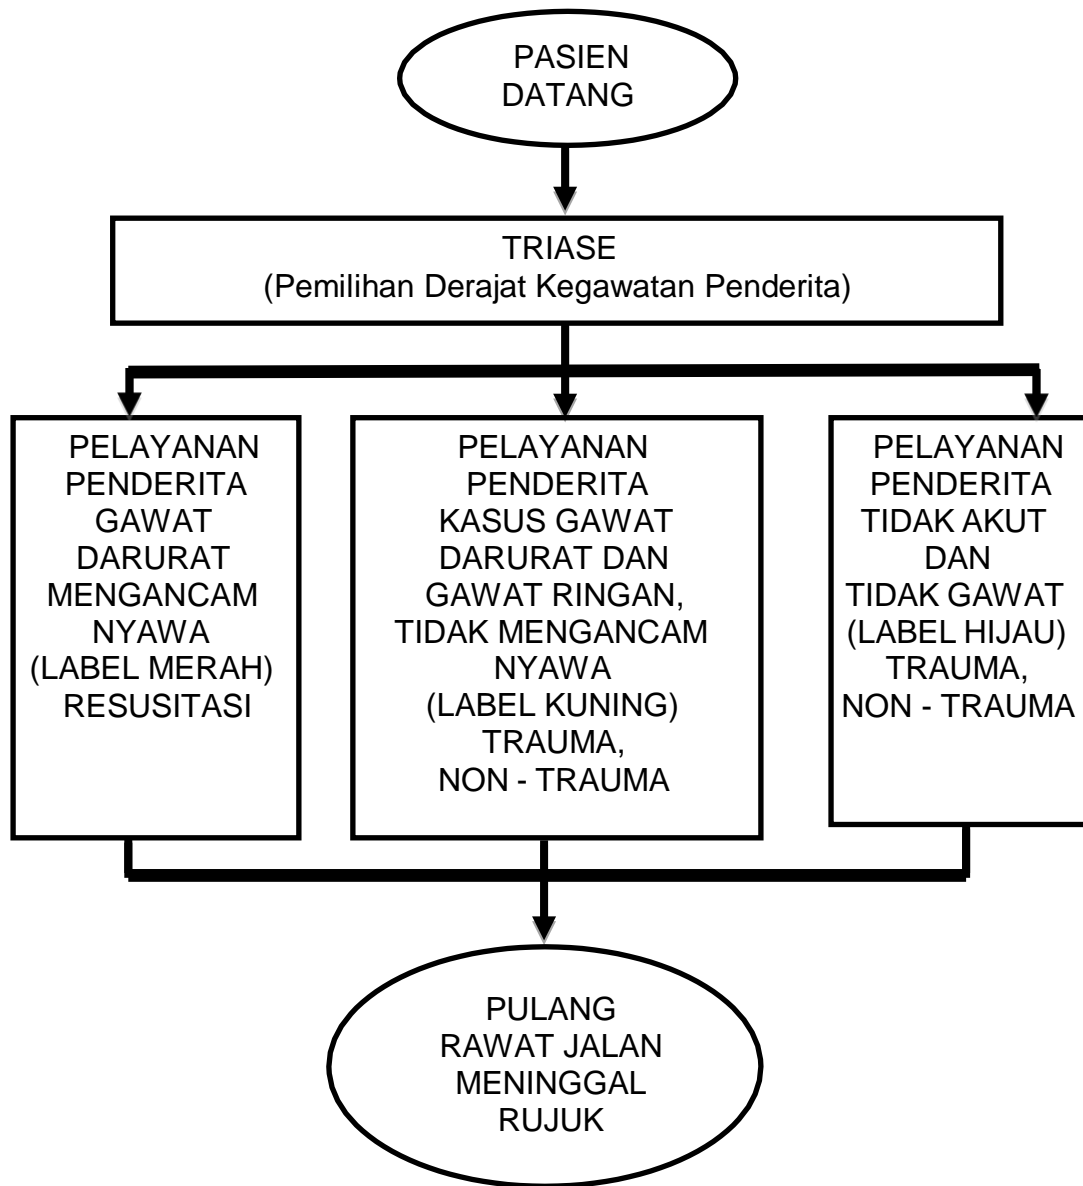 PASIEN
DATANG
TRIASE
(Pemilihan Derajat Kegawatan Penderita)
PELAYANAN
PENDERITA
GAWAT
DARURAT
MENGANCAM
NYAWA
(LABEL MERAH)
RESUSITASI
PELAYANAN
PENDERITA
KASUS GAWAT
DARURAT DAN
GAWAT RINGAN,
TIDAK MENGANCAM
NYAWA
(LABEL KUNING)
TRAUMA,
NON - TRAUMA
PELAYANAN
PENDERITA
TIDAK AKUT
DAN
TIDAK GAWAT
(LABEL HIJAU)
TRAUMA,
NON - TRAUMA
PULANG
RAWAT JALAN
MENINGGAL
RUJUK